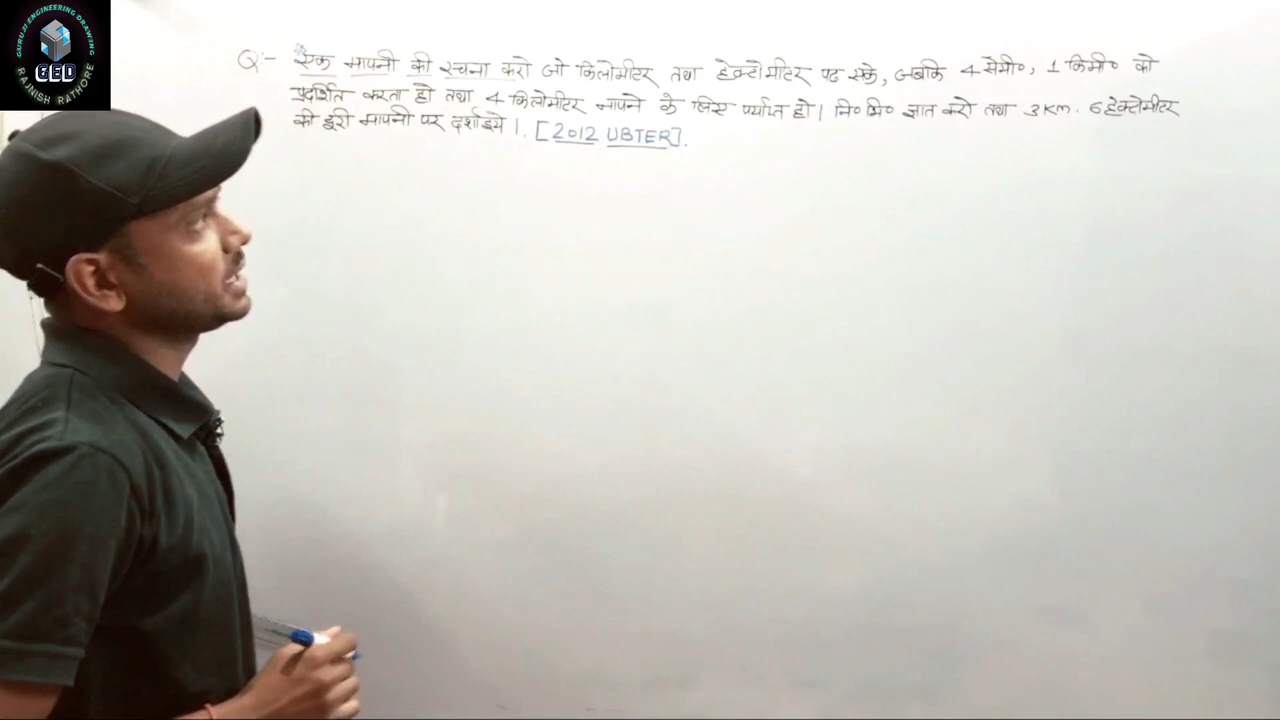 GURUJI ENGINEERING DRAWING
GED
RAJNISH RATHORE
Q:- एक मापनी की रचना करो जो किलोमीटर तथा हेक्टोमीटर पढ सके, जबकि 4 सेमी०, 1 किमी० को
प्रदर्शित करता हो तथा 4 किलोमीटर मापने के लिए पर्याप्त हो। नि० भि० ज्ञात करो तथा 3 Km. 6 हेक्टोमीटर
की दूरी मापनी पर दर्शाइये। [2012 UBTER].